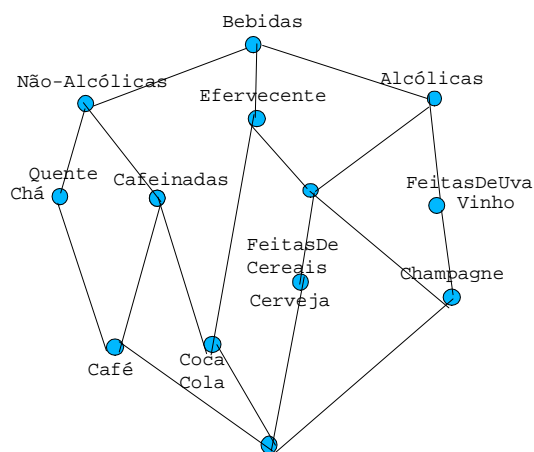 Bebidas
Não-Alcólicas
Alcólicas
Efervecente
Quente
Chá
Cafeinadas
FeitasDeUva
Vinho
FeitasDe
Cereais
Cerveja
Champagne
Café
Coca
Cola